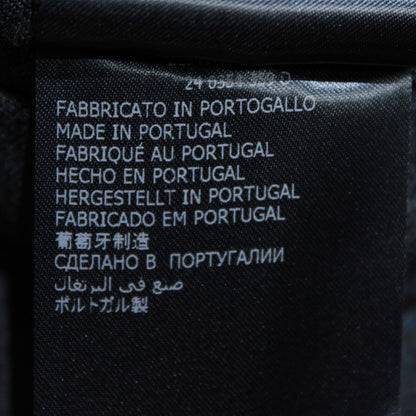 FABBRICATO IN PORTOGALLO
MADE IN PORTUGAL
FABRIQUÉ AU PORTUGAL
HECHO EN PORTUGAL
HERGESTELLT IN PORTUGAL
FABRICADO EM PORTUGAL
葡萄牙制造
СДЕЛАНО В ПОРТУГАЛИИ
صنع في البرتغال
ポルトガル製